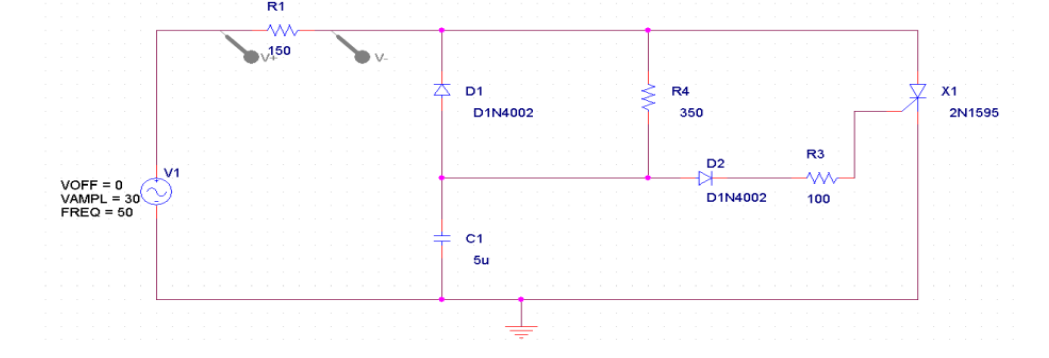 R1
150
V+
V-
D1
D1N4002
R4
350
X1
2N1595
V1
VOFF = 0
VAMPL = 30
FREQ = 50
D2
D1N4002
R3
100
C1
5u